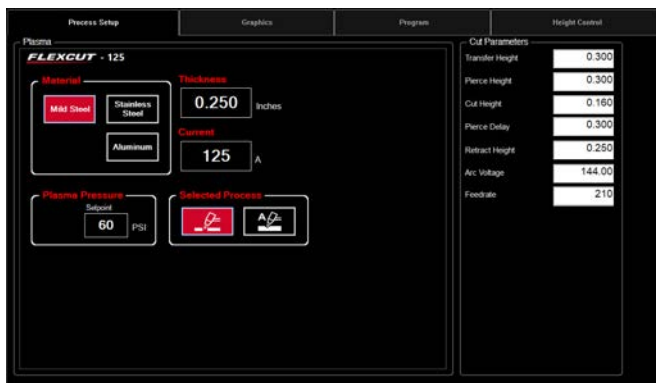 Process Setup
Graphics
Program
Height Control
Plasma
FLEXCUT - 125
Material
Mild Steel
Stainless
Steel
Aluminum
Thickness
0.250 Inches
Current
125 A
Plasma Pressure
Setpoint
60 PSI
Selected Process
A
Cut Parameters
Transfer Height 0.300
Pierce Height 0.300
Cut Height 0.160
Pierce Delay 0.300
Retract Height 0.250
Arc Voltage 144.00
Feedrate 210